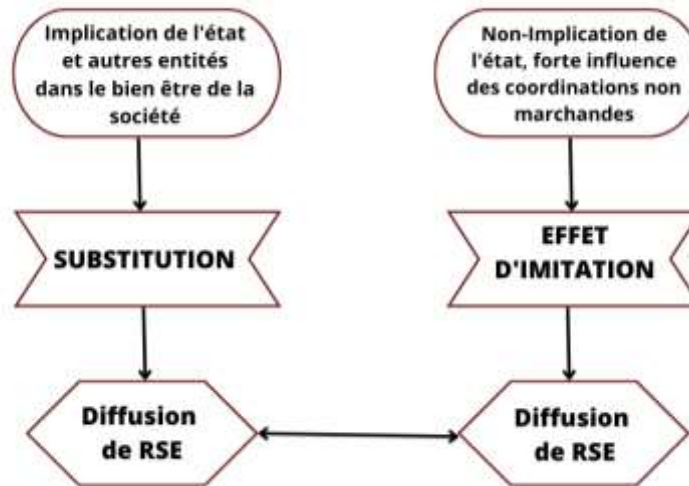 Implication de l'état
et autres entités
dans le bien être de la
société
Non-Implication de
l'état, forte influence
des coordinations non
marchandes
SUBSTITUTION
EFFET
D'IMITATION
Diffusion
de RSE
Diffusion
de RSE